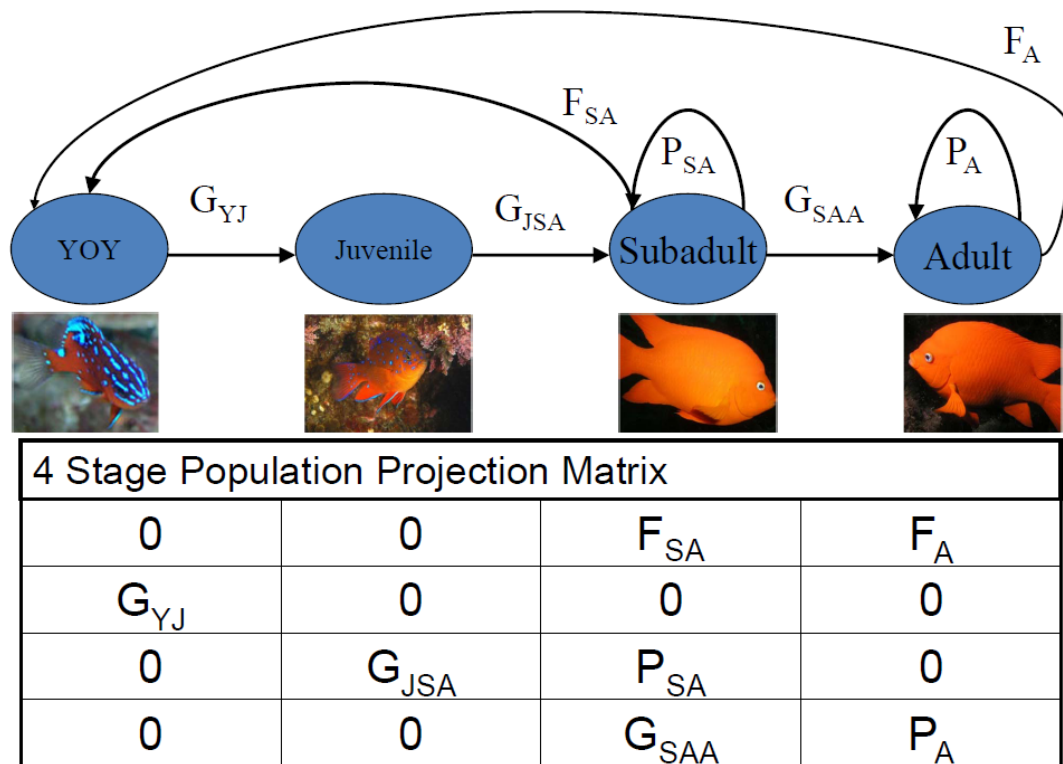 F_A
F_SA
P_SA
P_A
G_YJ
G_JSA
G_SAA
YOY
Juvenile
Subadult
Adult
4 Stage Population Projection Matrix
0 0 F_SA F_A
G_YJ 0 0 0
0 G_JSA P_SA 0
0 0 G_SAA P_A